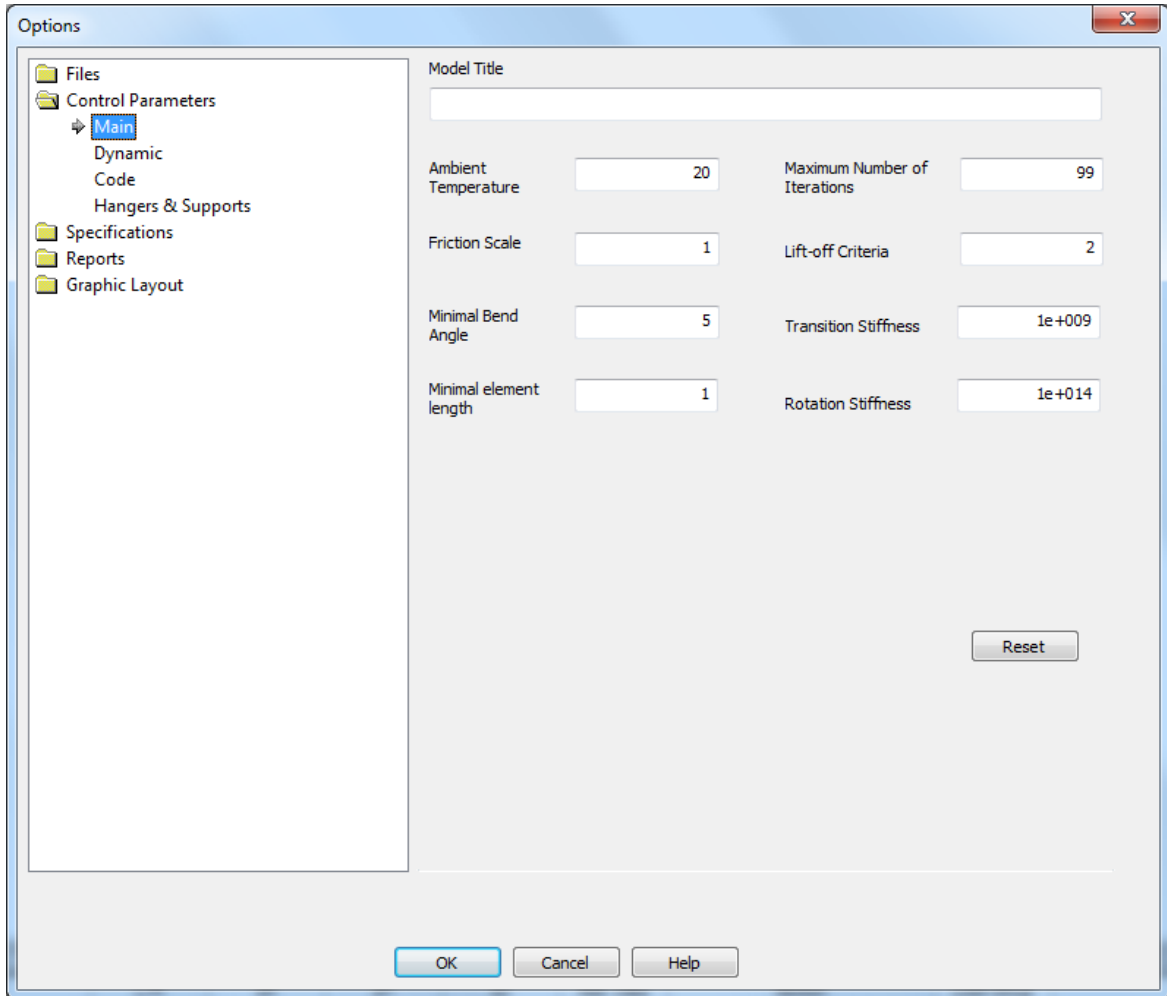 Options
Files
Control Parameters
Main
Dynamic
Code
Hangers & Supports
Specifications
Reports
Graphic Layout
Model Title
Ambient
Temperature
20
Maximum Number of
Iterations
99
Friction Scale
1
Lift-off Criteria
2
Minimal Bend
Angle
5
Transition Stiffness
1e+009
Minimal element
length
1
Rotation Stiffness
1e+014
Reset
OK
Cancel
Help